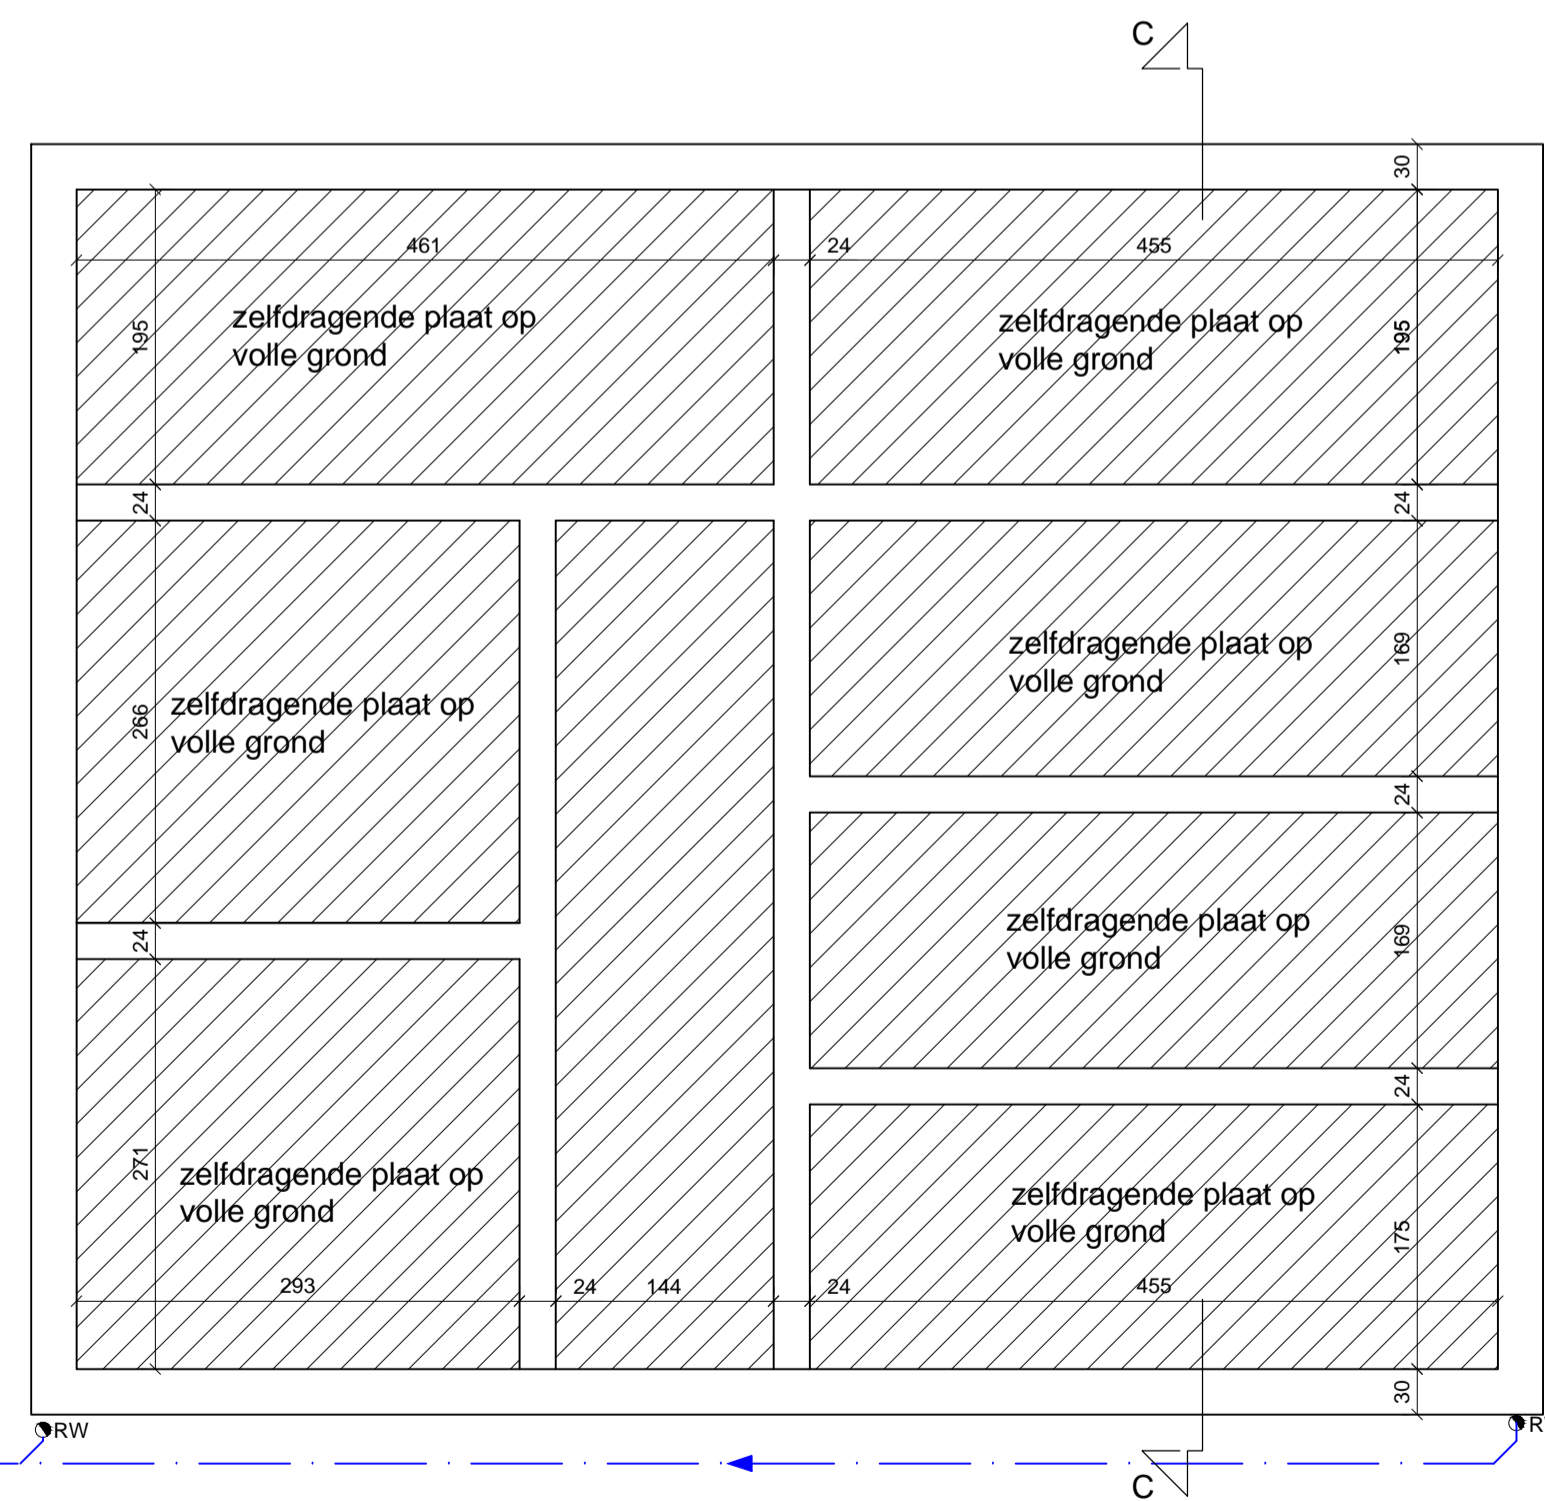 C
30
461
24
455
zelfdragende plaat op
volle grond
zelfdragende plaat op
volle grond
195
195
24
24
zelfdragende plaat op
volle grond
169
zelfdragende plaat op
volle grond
266
24
zelfdragende plaat op
volle grond
169
24
24
zelfdragende plaat op
volle grond
271
zelfdragende plaat op
volle grond
175
293
24
144
24
455
30
RW
C